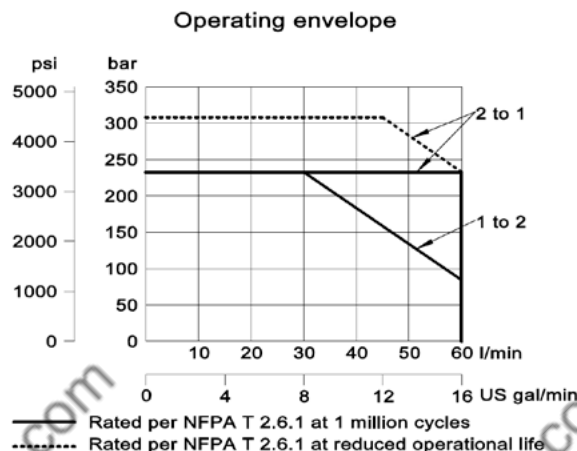 Operating envelope
psi
bar
5000
4000
3000
2000
1000
0
350
300
250
200
150
100
50
0
2 to 1
1 to 2
10 20 30 40 50 60 l/min
0 4 8 12 16 US gal/min
Rated per NFPA T 2.6.1 at 1 million cycles
Rated per NFPA T 2.6.1 at reduced operational life
com